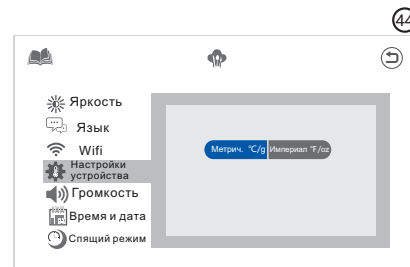 44
Яркость
Язык
Wifi
Настройки
устройства
Громкость
Время и дата
Спящий режим
Метрич. °C/g Империал °F/oz